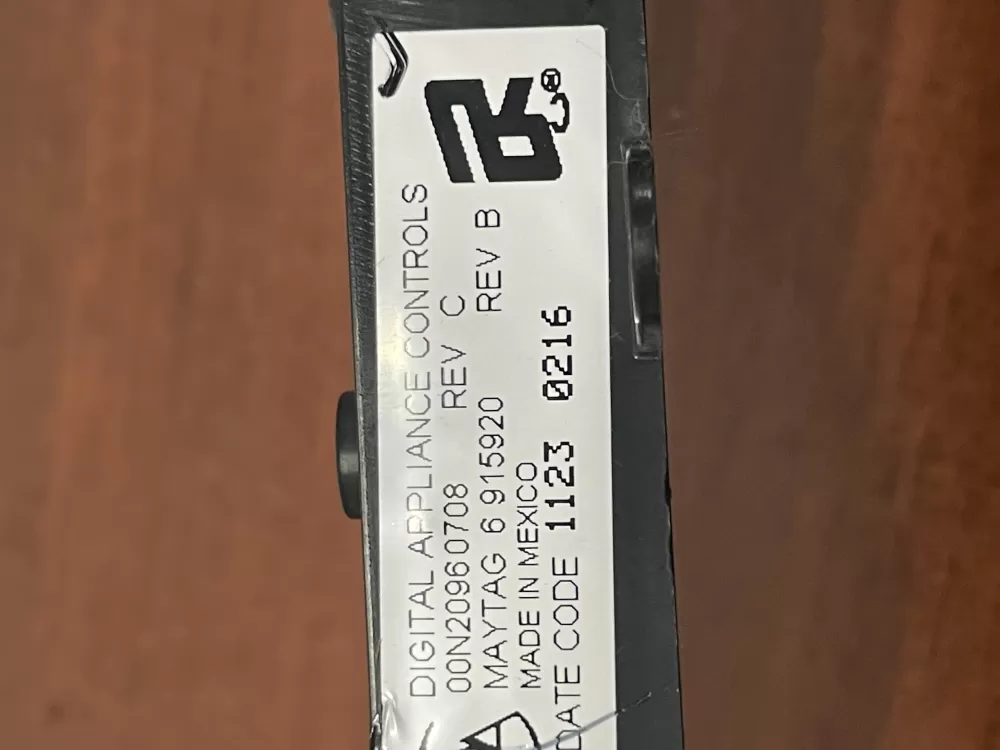 DIGITAL APPLIANCE CONTROLS
00N20960708 REV C
MAYTAG 6 915920 REV B
MADE IN MEXICO
DATE CODE 1123 0216